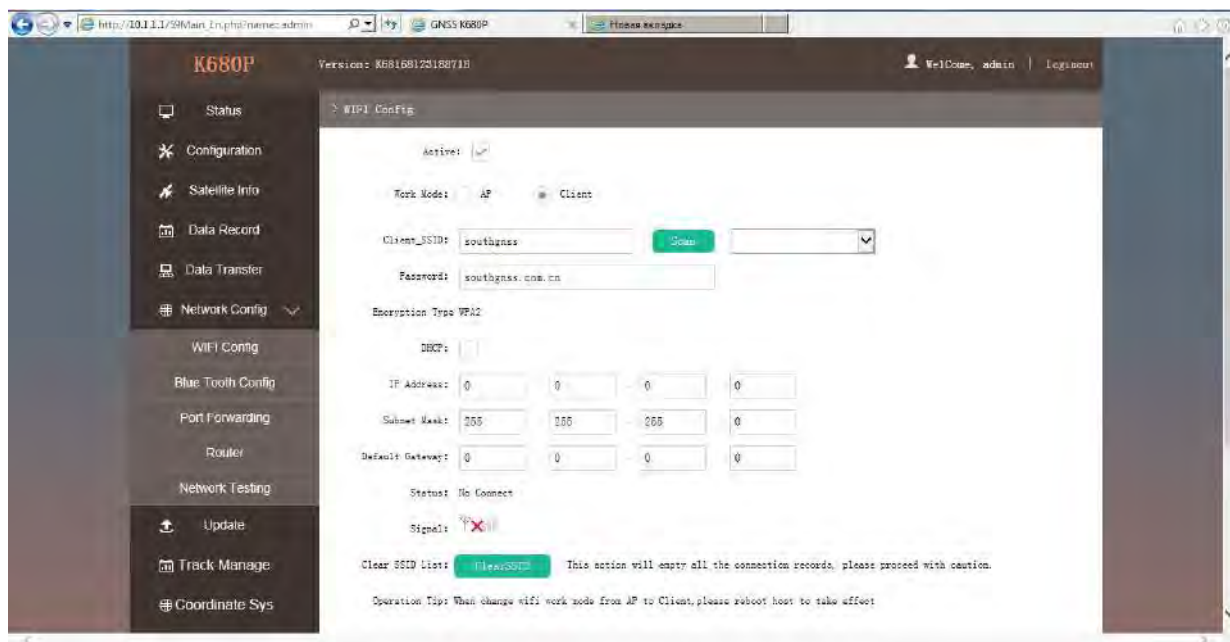 http://10.1.1.1/S9Main_En.php?name=admin
GNSS K680P
Новая вкладка
K680P
Version: K68168123188718
WelCome, admin | Loginout
Status
> WIFI Config
Configuration
Active:
Satellite Info
Work Mode: AP Client
Data Record
Client_SSID: southgnss Scan
Data Transfer
Password: southgnss.com.cn
Network Config
Encryption Type WPA2
WIFI Config
DHCP:
Blue Tooth Config
IP Address: 0 0 0 0
Port Forwarding
Subnet Mask: 255 255 255 0
Router
Default Gateway: 0 0 0 0
Network Testing
Status: No Connect
Update
Signal:
Track Manage
Clear SSID List: ClearSSID This action will empty all the connection records, please proceed with caution.
Coordinate Sys
Operation Tip: When change wifi work mode from AP to Client,please reboot host to take effect